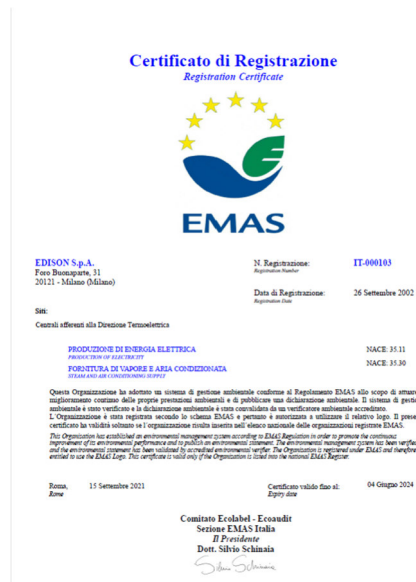 Certificato di Registrazione
Registration Certificate
EMAS
EDISON S.p.A.
Foro Buonaparte, 31
20121 - Milano (Milano)
N. Registrazione:
Registration Number
IT-000103
Data di Registrazione:
Registration Date
26 Settembre 2002
Siti:
Centrali afferenti alla Direzione Termoelettrica
PRODUZIONE DI ENERGIA ELETTRICA
PRODUCTION OF ELECTRICITY
NACE: 35.11
FORNITURA DI VAPORE E ARIA CONDIZIONATA
STEAM AND AIR CONDITIONING SUPPLY
NACE: 35.30
Questa Organizzazione ha adottato un sistema di gestione ambientale conforme al Regolamento EMAS allo scopo di attuare
miglioramento continuo delle proprie prestazioni ambientali e di pubblicare una dichiarazione ambientale. Il sistema di
ambientale è stato verificato e la dichiarazione ambientale è stata convalidata da un verificatore ambientale accreditato.
L'Organizzazione è stata registrata secondo lo schema EMAS e pertanto è autorizzata a utilizzare il relativo logo. Il
certificato ha validità soltanto se l'organizzazione risulta inserita nell'elenco nazionale delle organizzazioni registrate EMAS.
This Organization has established an environmental management system according to EMAS Regulation in order to promote the continuous
improvement of its environmental performance and to publish an environmental statement. The environmental management system has been verified
and the environmental statement has been validated by accredited environmental verifier. The Organization is registered under EMAS and therefore
entitled to use the EMAS Logo. This certificate is valid only if the Organization is listed into the national EMAS Register.
Roma,
Rome
15 Settembre 2021
Certificato valido fino al:
Expiry date
04 Giugno 2024
Comitato Ecolabel - Ecoaudit
Sezione EMAS Italia
Il Presidente
Dott. Silvio Schinaia
Silvio Schinaia